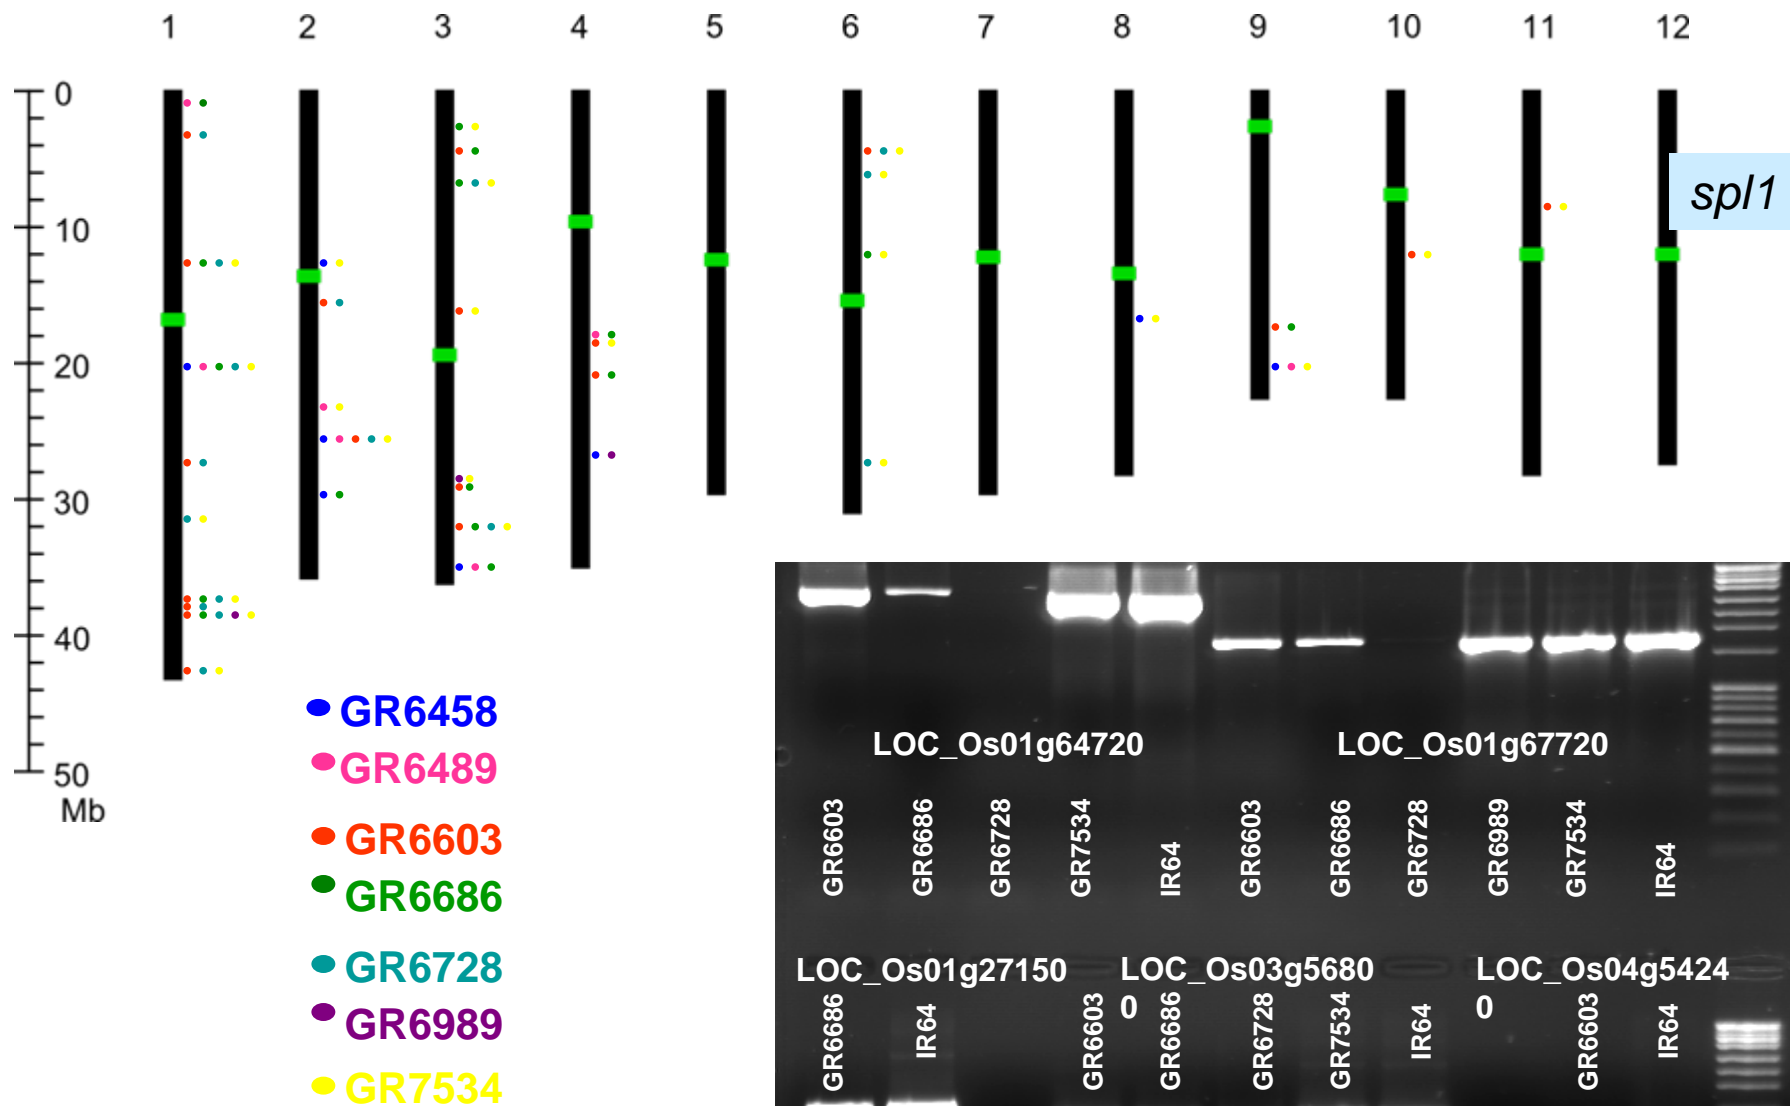 1 2 3 4 5 6 7 8 9 10 11 12
0
10
20
30
40
50
Mb
spl1
GR6458
GR6489
GR6603
GR6686
GR6728
GR6989
GR7534
LOC_Os01g64720 LOC_Os01g67720
GR6603 GR6686 GR6728 GR7534 IR64 GR6603 GR6686 GR6728 GR6989 GR7534 IR64
LOC_Os01g27150 LOC_Os03g5680 LOC_Os04g5424
0 0
GR6686 IR64 GR6603 GR6686 GR6728 GR7534 IR64 GR6603 IR64